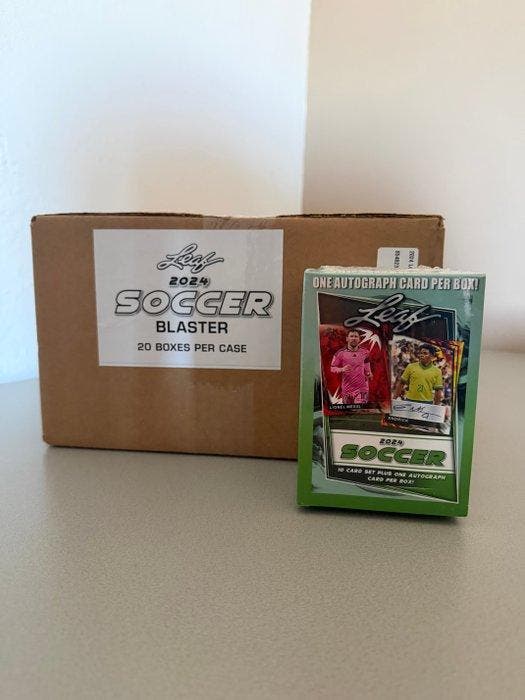 Leaf
2024
SOCCER
BLASTER
20 BOXES PER CASE
ONE AUTOGRAPH CARD PER BOX!
Leaf
LIONEL MESSI
ENDRICK
2024
SOCCER
10 CARD SET PLUS ONE AUTOGRAPH
CARD PER BOX!